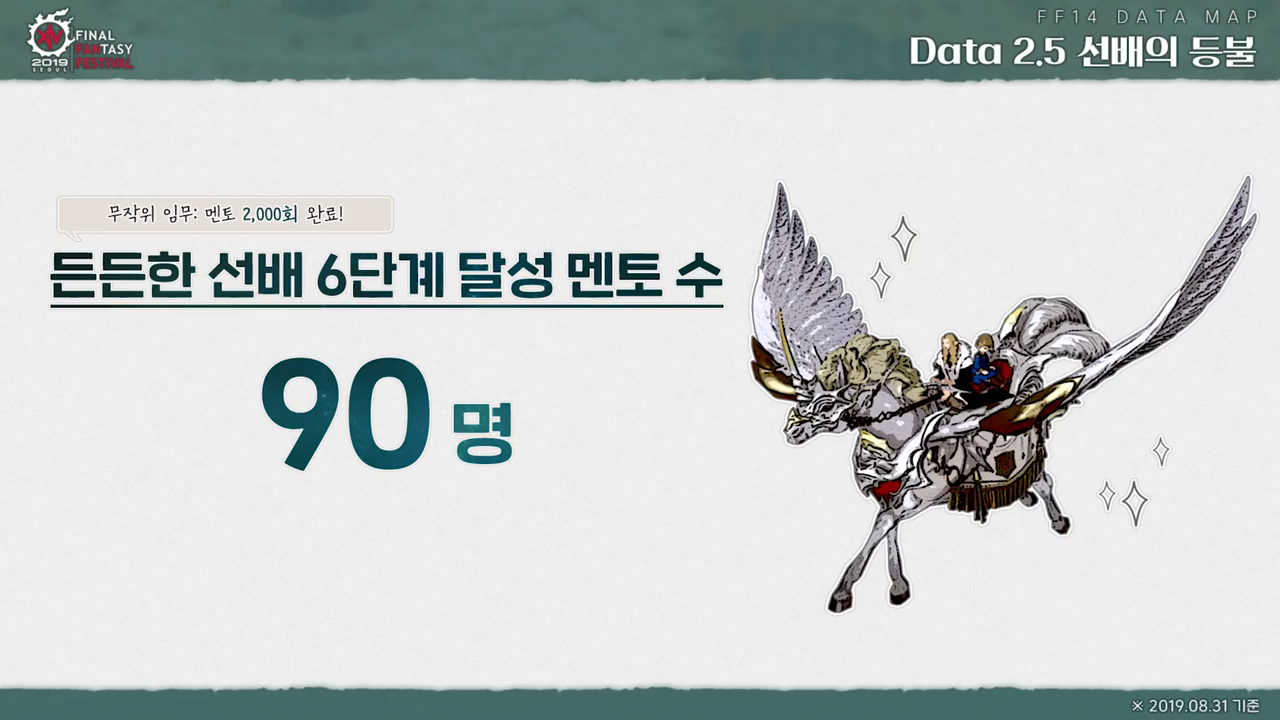 XIV
FINAL
FANTASY
2019 FESTIVAL
SEOUL
FF14 DATA MAP
Data 2.5 선배의 등불
무작위 임무: 멘토 2,000회 완료!
든든한 선배 6단계 달성 멘토 수
90 명
※ 2019.08.31 기준